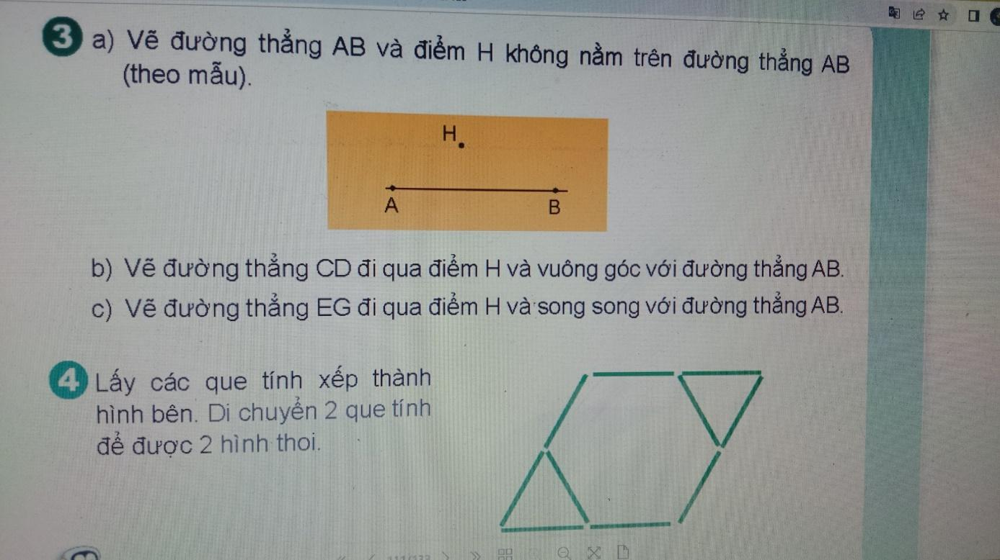 3 a) Vẽ đường thẳng AB và điểm H không nằm trên đường thẳng AB
(theo mẫu).
H
A B
b) Vẽ đường thẳng CD đi qua điểm H và vuông góc với đường thẳng AB.
c) Vẽ đường thẳng EG đi qua điểm H và song song với đường thẳng AB.
4 Lấy các que tính xếp thành
hình bên. Di chuyển 2 que tính
để được 2 hình thoi.